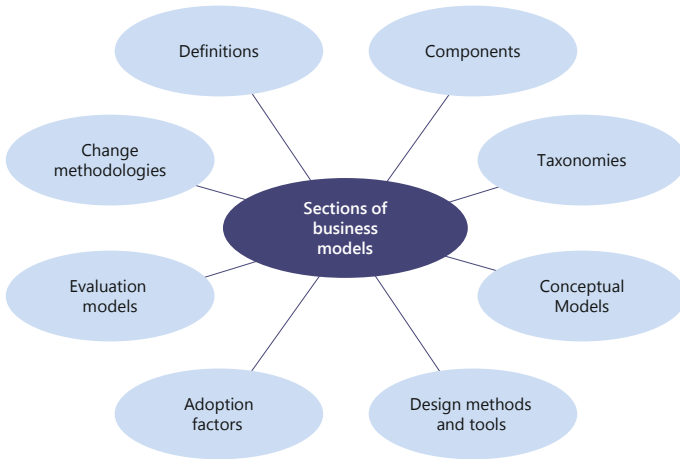 Definitions
Components
Change
methodologies
Taxonomies
Sections of
business
models
Evaluation
models
Conceptual
Models
Adoption
factors
Design methods
and tools